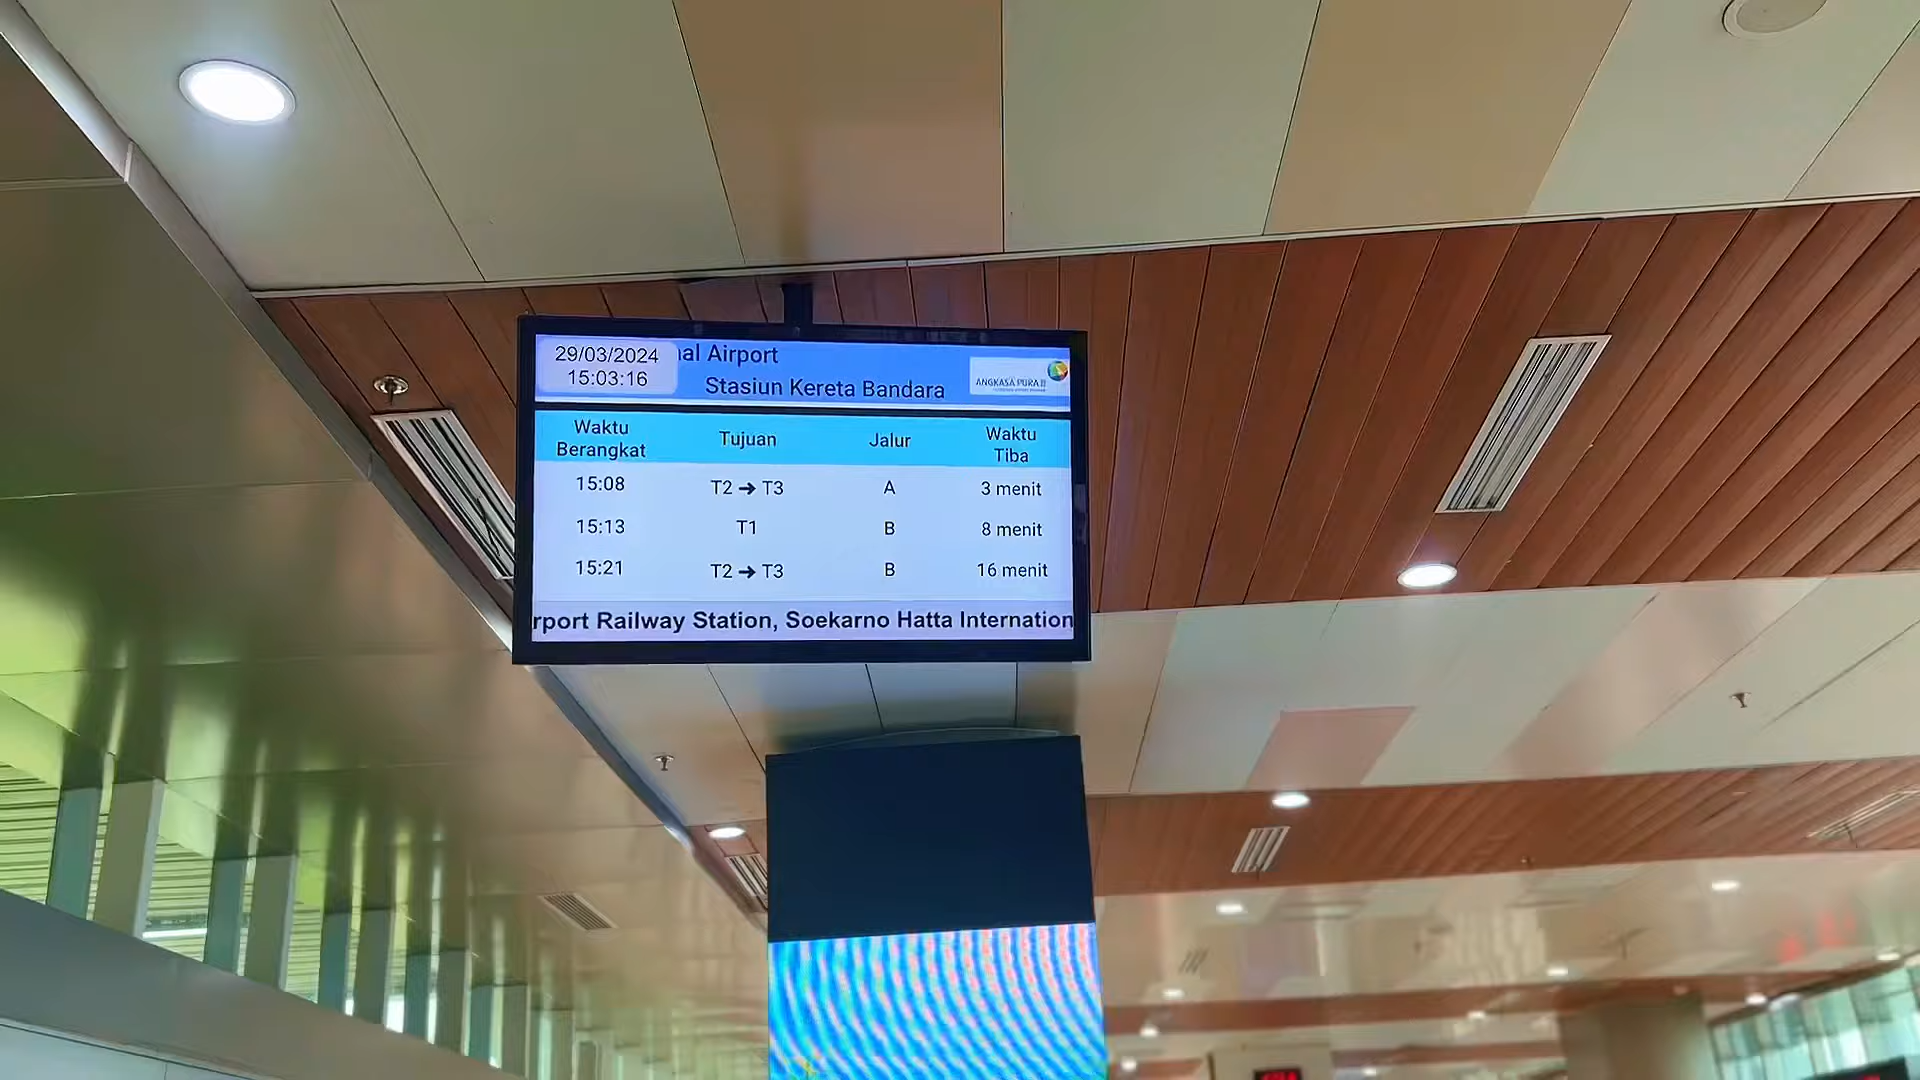 29/03/2024
15:03:16
nal Airport
Stasiun Kereta Bandara
ANGKASA PURA II
Waktu Berangkat Tujuan Jalur Waktu Tiba
15:08 T2 ➔ T3 A 3 menit
15:13 T1 B 8 menit
15:21 T2 ➔ T3 B 16 menit
rport Railway Station, Soekarno Hatta Internation